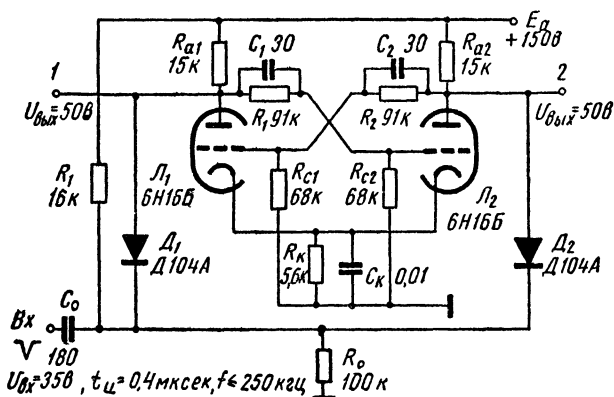 Eа
+150в
Rа1
15к
C1 30
C2 30
Rа2
15к
1
Uвых=50в
R1 91к
R2 91к
2
Uвых=50в
R1
16к
Л1
6Н16Б
Rс1
68к
Rс2
68к
Л2
6Н16Б
Д1
Д104А
Rк
5,6к
Cк 0,01
Д2
Д104А
Вх
C0
180
R0
100к
Uвх=35в, tи=0,4мксек, f≤250кгц